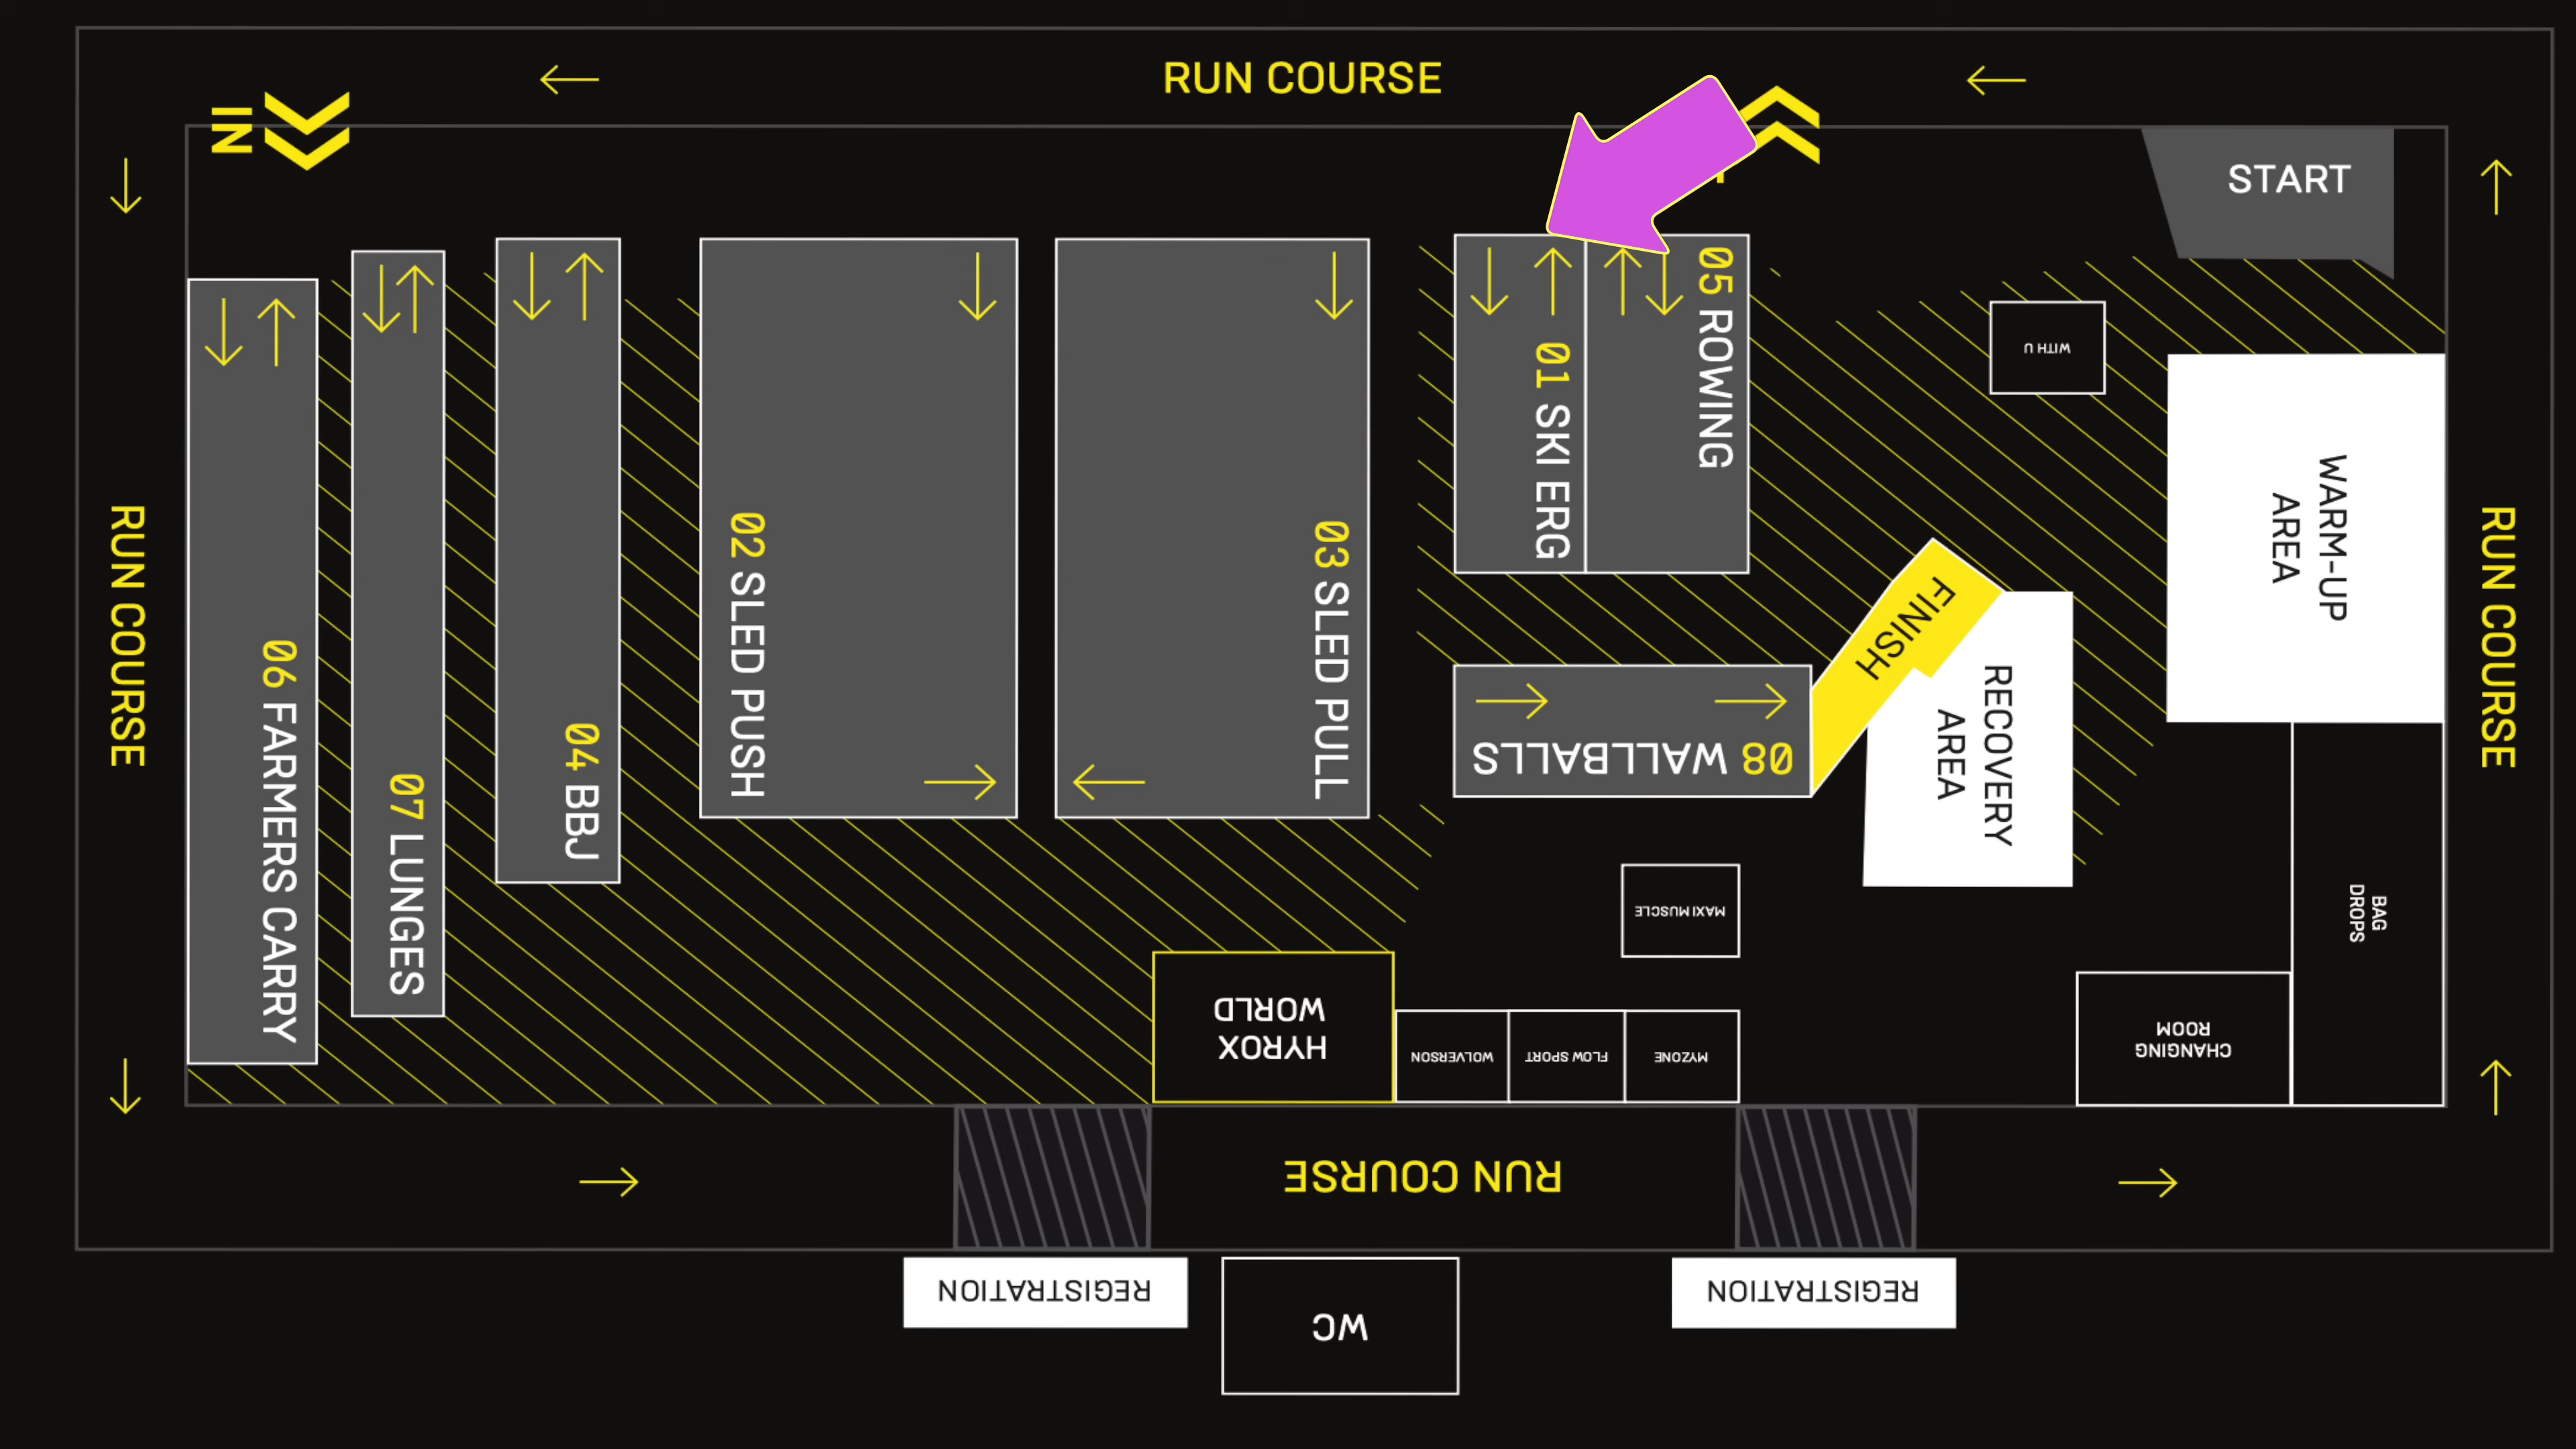 RUN COURSE
IN
START
05 ROWING
01 SKI ERG
WITH U
WARM-UP
AREA
RUN COURSE
RUN COURSE
02 SLED PUSH
03 SLED PULL
FINISH
06 FARMERS CARRY
07 LUNGES
04 BBJ
RECOVERY
AREA
08 WALLBALLS
MAXI MUSCLE
BAG
DROPS
HYROX
WORLD
WOLVERSON
FLOW SPORT
MYZONE
CHANGING
ROOM
RUN COURSE
REGISTRATION
REGISTRATION
WC